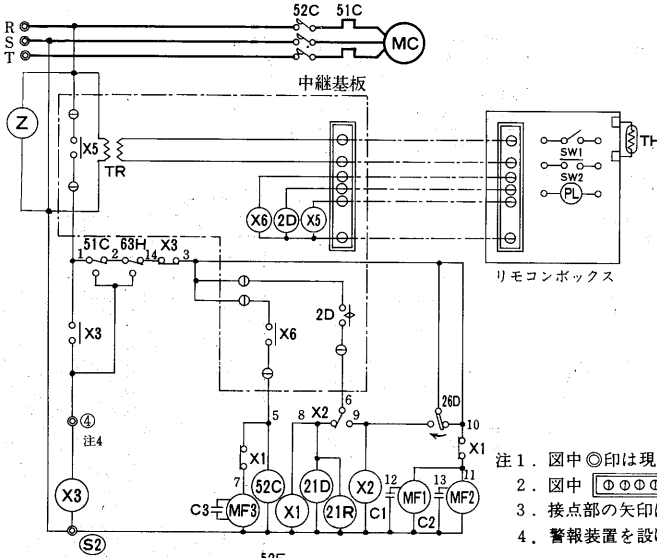 52C 51C
R
S
T
MC
中継基板
Z
X5
TR
TH
SW1
SW2
PL
X6 2D X5
リモコンボックス
51C 63H X3
1 2 14 3
X3
X6
2D
④
注4
6
X2
5 8 9
26D
10
X1
X1
7
12 13 11
X3
C3
MF3
52C
X1
21D
21R
X2
C1
MF1
C2
MF2
S2
注1. 図中◎印は現
2. 図中
3. 接点部の矢印は
4. 警報装置を設け
52F